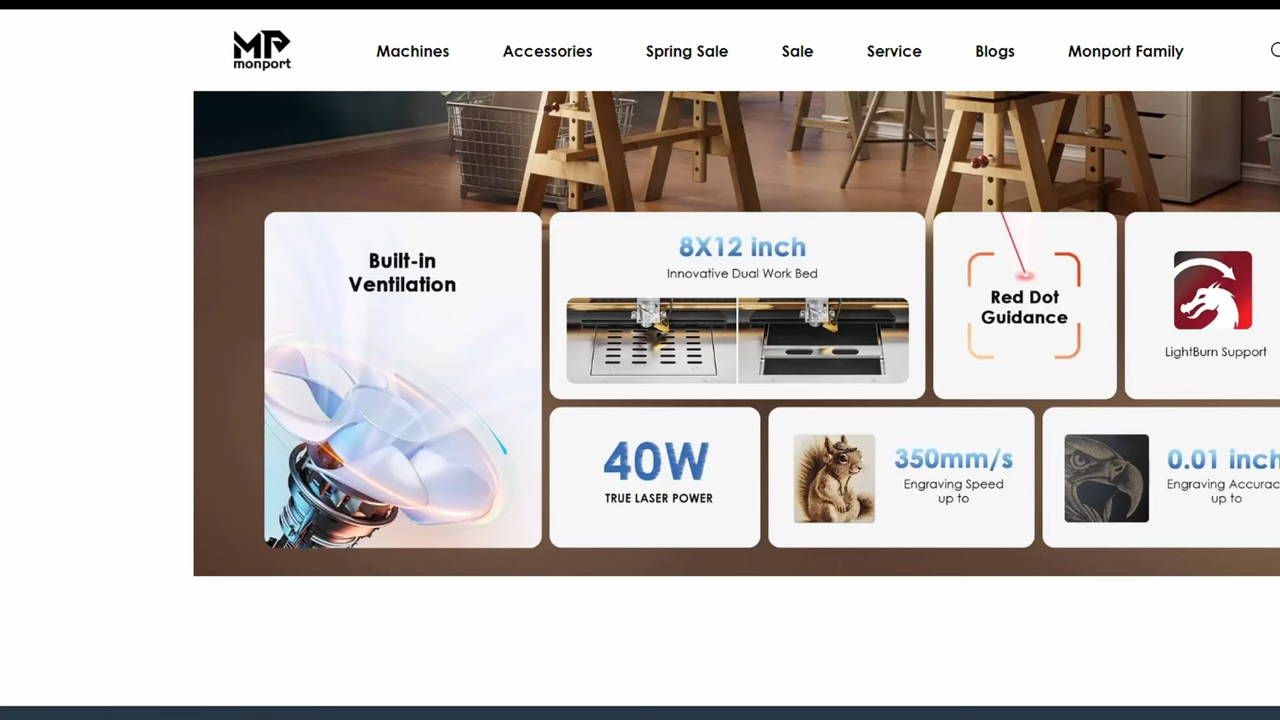 MP
monport
Machines
Accessories
Spring Sale
Sale
Service
Blogs
Monport Family
Built-in
Ventilation
8X12 inch
Innovative Dual Work Bed
Red Dot
Guidance
LightBurn Support
40W
TRUE LASER POWER
350mm/s
Engraving Speed
up to
0.01 inch
Engraving Accurac
up to